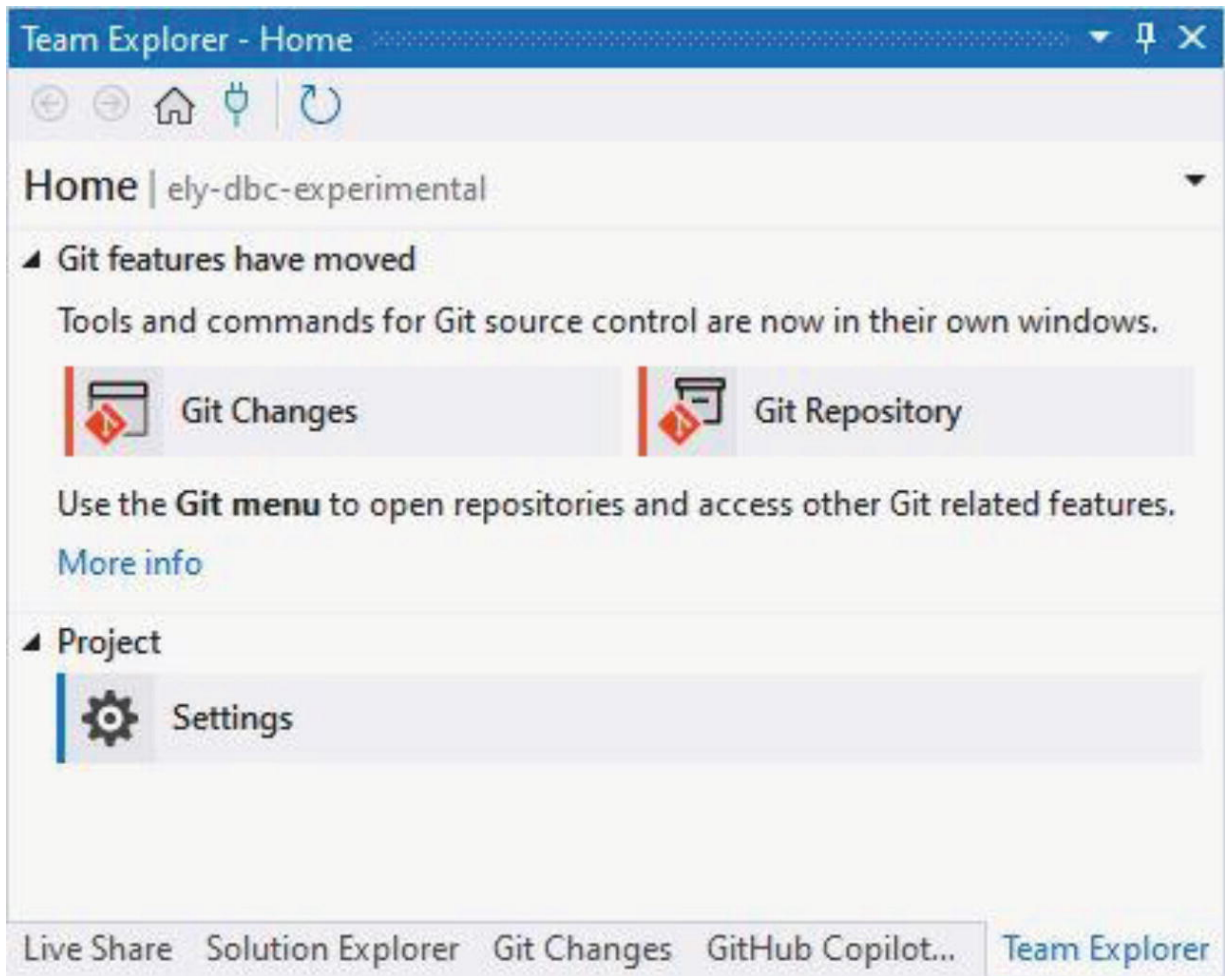 Team Explorer - Home
Home | ely-dbc-experimental
Git features have moved
Tools and commands for Git source control are now in their own windows.
Git Changes Git Repository
Use the Git menu to open repositories and access other Git related features.
More info
Project
Settings
Live Share Solution Explorer Git Changes GitHub Copilot... Team Explorer